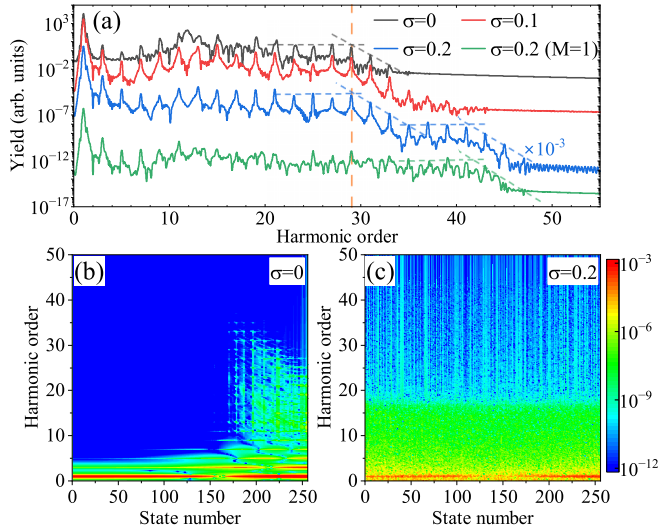 (a)
σ=0
σ=0.1
σ=0.2
σ=0.2 (M=1)
×10⁻³
Yield (arb. units)
10³
10⁻²
10⁻⁷
10⁻¹²
10⁻¹⁷
0 10 20 30 40 50
Harmonic order
(b)
σ=0
Harmonic order
50
40
30
20
10
0
0 50 100 150 200 250
State number
(c)
σ=0.2
Harmonic order
50
40
30
20
10
0
0 50 100 150 200 250
State number
10⁻³
10⁻⁶
10⁻⁹
10⁻¹²